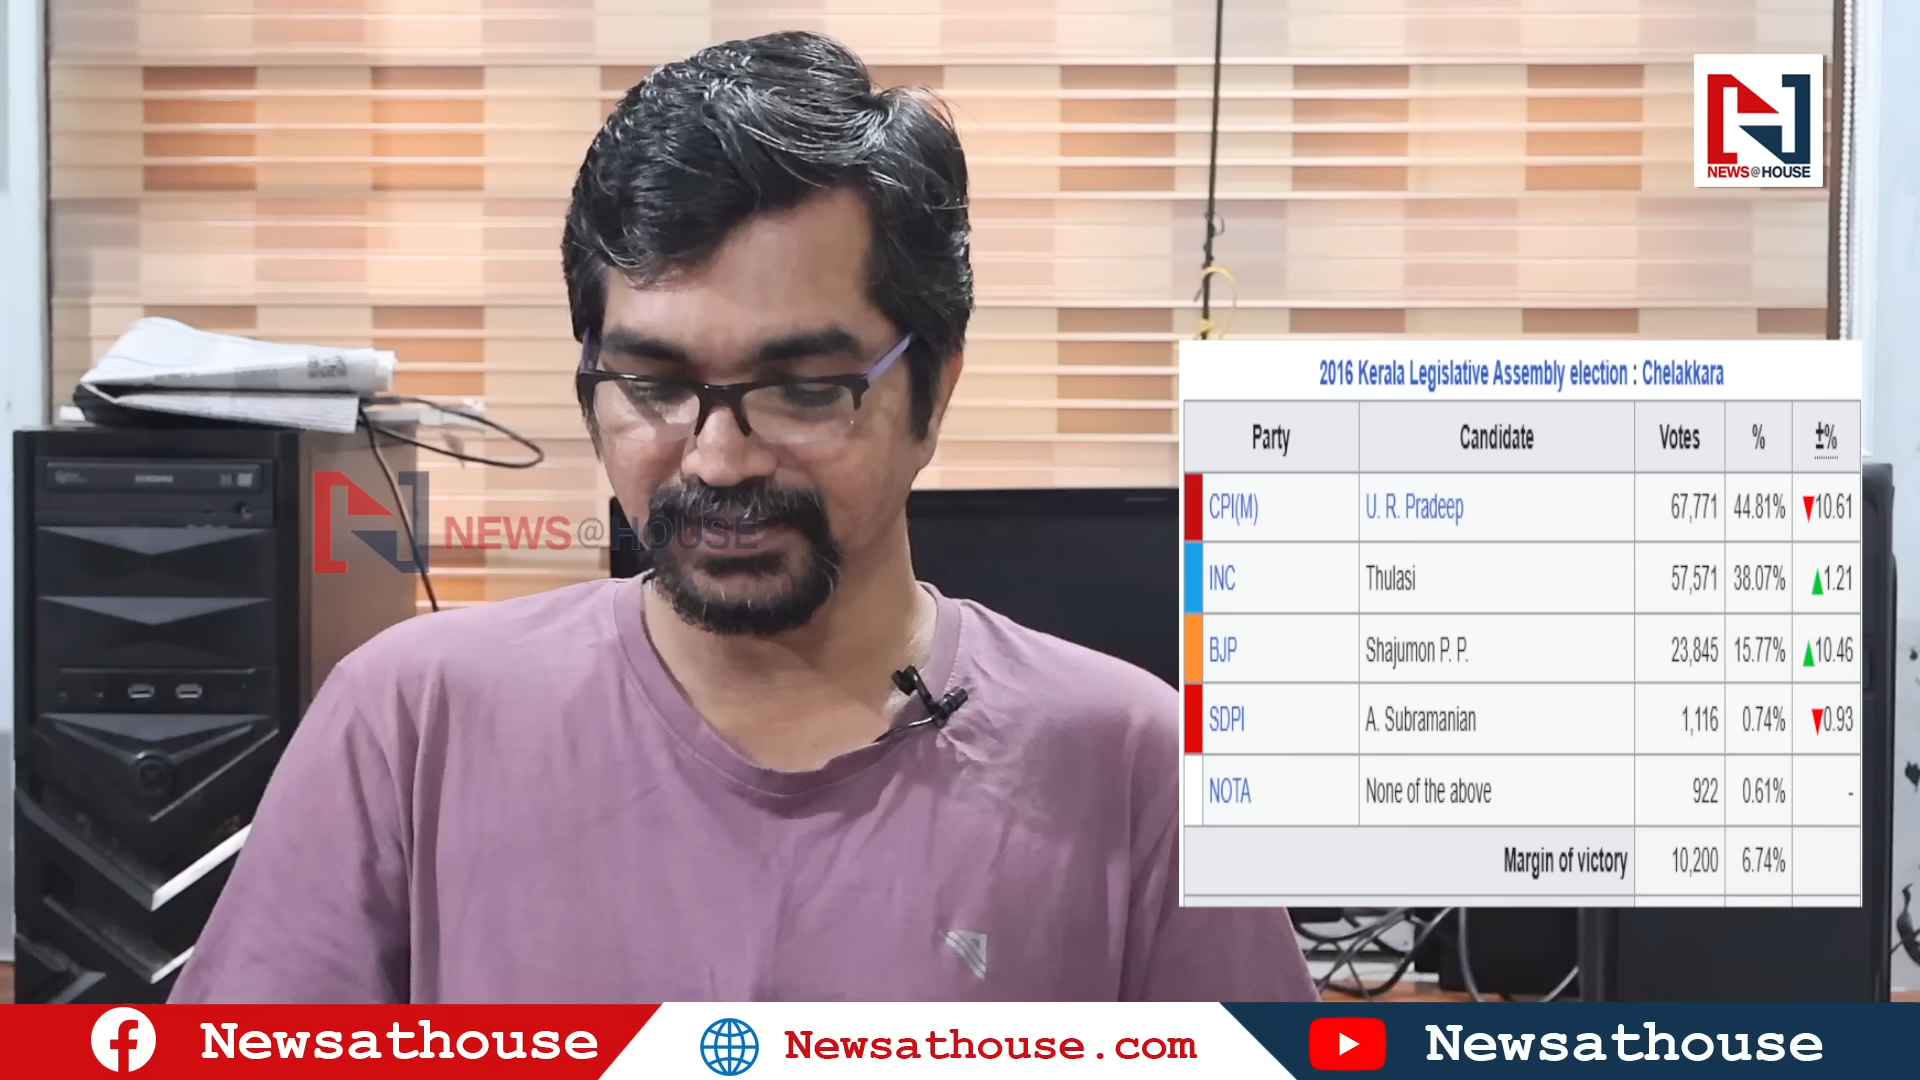 NEWS@HOUSE
2016 Kerala Legislative Assembly election : Chelakkara
Party Candidate Votes % ±%
CPI(M) U. R. Pradeep 67,771 44.81% ▼10.61
INC Thulasi 57,571 38.07% ▲1.21
BJP Shajumon P. P. 23,845 15.77% ▲10.46
SDPI A. Subramanian 1,116 0.74% ▼0.93
NOTA None of the above 922 0.61% -
Margin of victory 10,200 6.74%
NEWS@HOUSE
Newsathouse
Newsathouse.com
Newsathouse